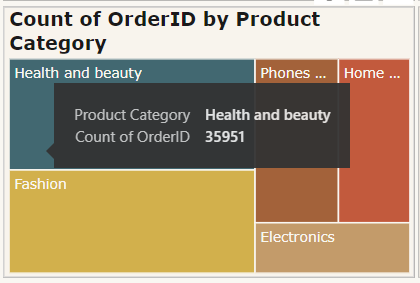 Count of OrderID by Product
Category
Health and beauty
Phones ...
Home ...
Product Category Health and beauty
Count of OrderID 35951
Fashion
Electronics